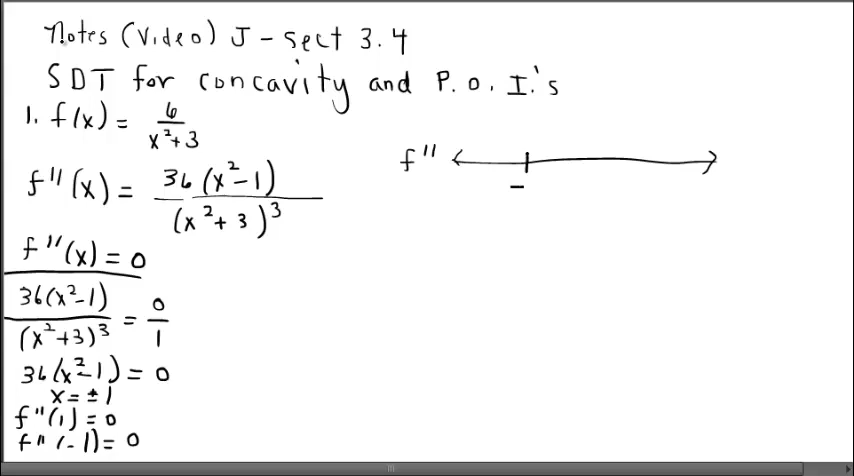 Notes (Video) J - sect 3.4
SDT for concavity and P.O.I.'s
1. f(x) = 6/(x²+3)
f'' 
f''(x) = 36(x²-1)/(x²+3)³
-
f''(x) = 0
36(x²-1)/(x²+3)³ = 0/1
36(x²-1) = 0
x = ±1
f''(1) = 0
f''(-1) = 0